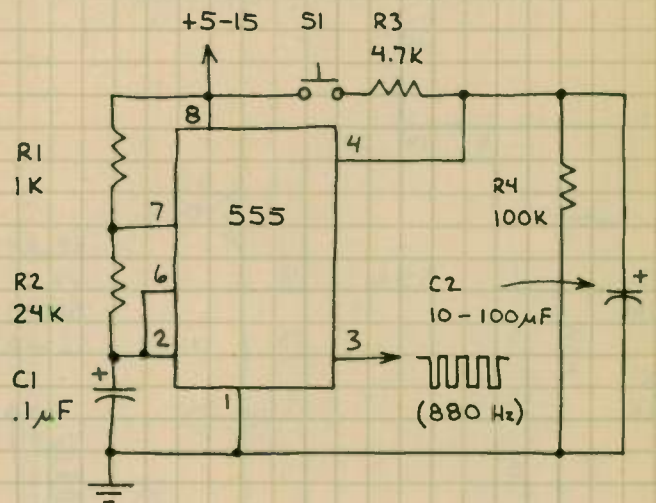 +5-15
S1
R3
4.7K
8
4
R1
1K
7
555
R4
100K
6
R2
24K
C2
10-100µF
+
2
3
C1
+
.1µF
1
(880 Hz)